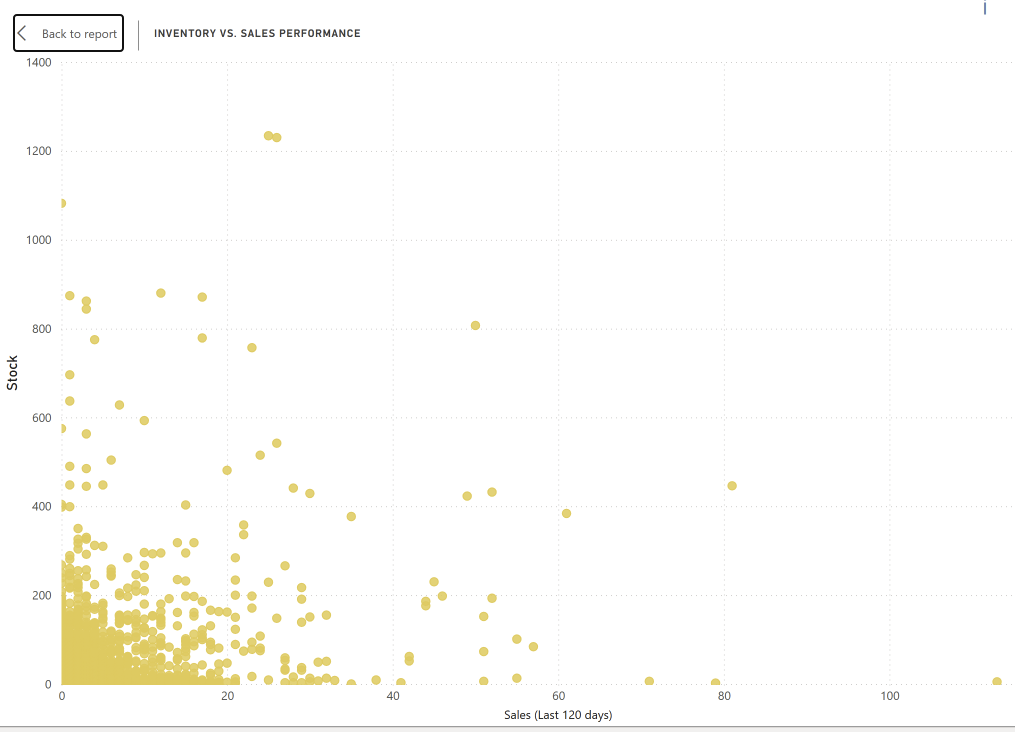 Back to report
INVENTORY VS. SALES PERFORMANCE
1400
1200
1000
800
600
400
200
0
Stock
0 20 40 60 80 100
Sales (Last 120 days)